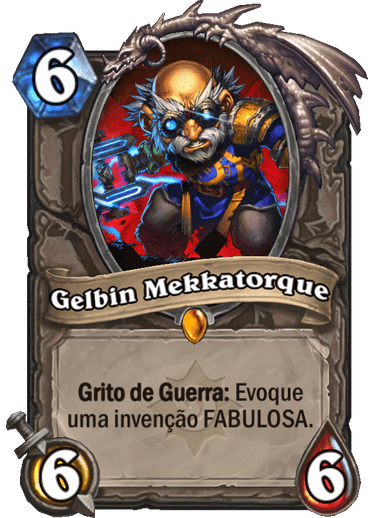 6
Gelbin Mekkatorque
Grito de Guerra: Evoque
uma invenção FABULOSA.
6
6